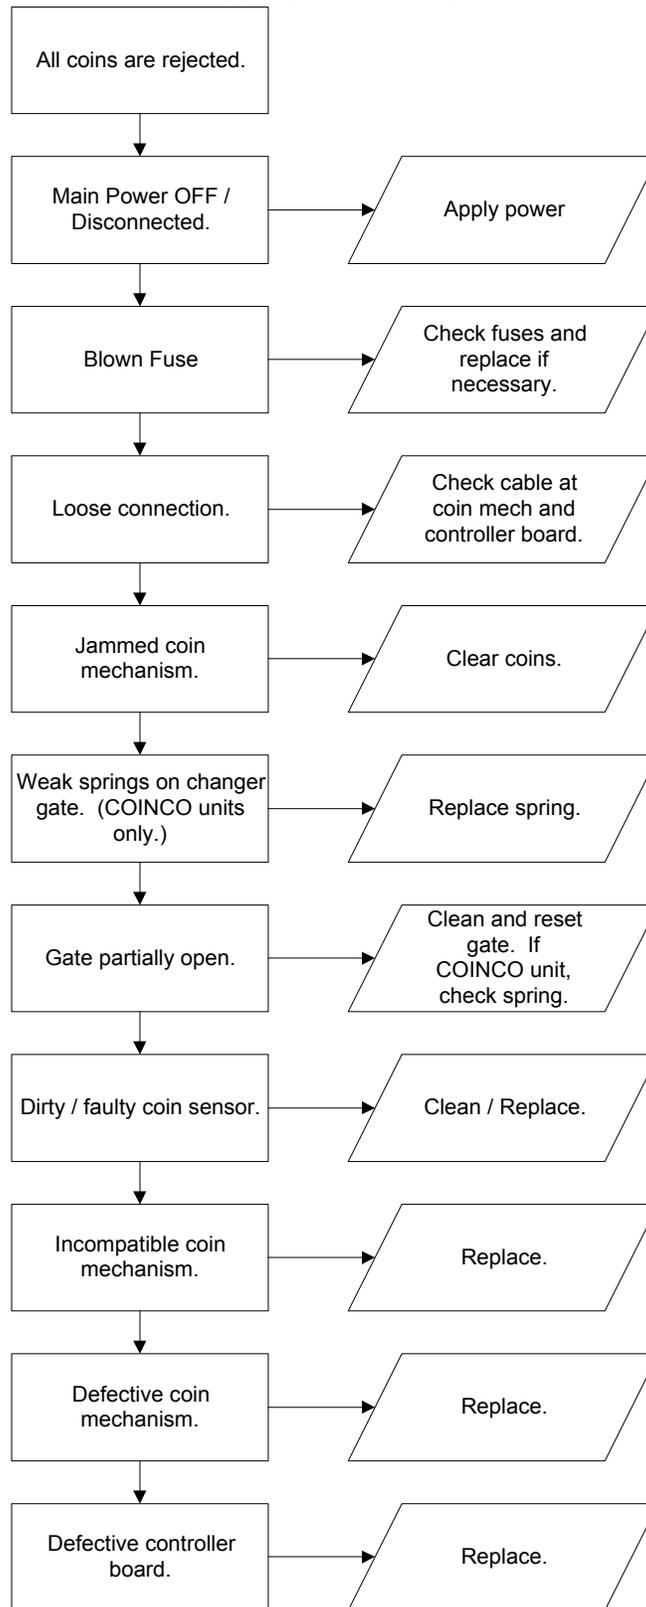 All coins are rejected.
Main Power OFF /
Disconnected.
Apply power
Blown Fuse
Check fuses and
replace if
necessary.
Loose connection.
Check cable at
coin mech and
controller board.
Jammed coin
mechanism.
Clear coins.
Weak springs on changer
gate.  (COINCO units
only.)
Replace spring.
Gate partially open.
Clean and reset
gate.  If
COINCO unit,
check spring.
Dirty / faulty coin sensor.
Clean / Replace.
Incompatible coin
mechanism.
Replace.
Defective coin
mechanism.
Replace.
Defective controller
board.
Replace.